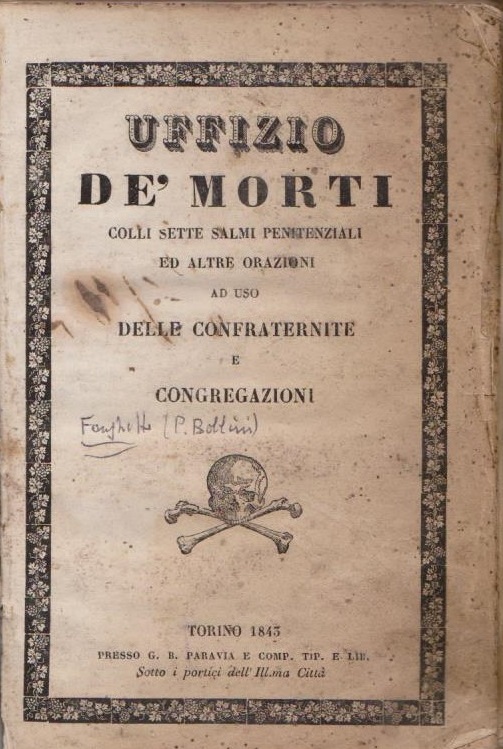 UFFIZIO
DE' MORTI
COLLI SETTE SALMI PENITENZIALI
ED ALTRE ORAZIONI
AD USO
DELLE CONFRATERNITE
E
CONGREGAZIONI
(P. Bottini)
TORINO 1843
PRESSO G. B. PARAVIA E COMP. TIP. E LIB.
Sotto i portici dell'Ill.ma Città